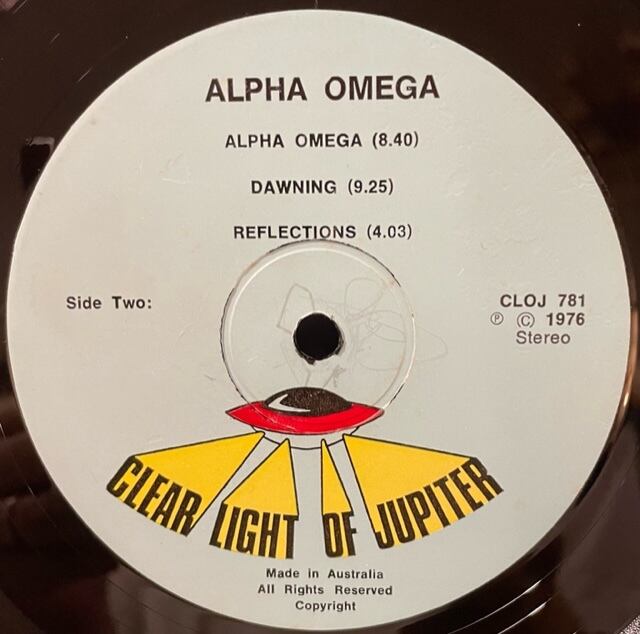 ALPHA OMEGA
ALPHA OMEGA (8.40)
DAWNING (9.25)
REFLECTIONS (4.03)
Side Two:
CLOJ 781
℗ © 1976
Stereo
CLEAR LIGHT OF JUPITER
Made in Australia
All Rights Reserved
Copyright